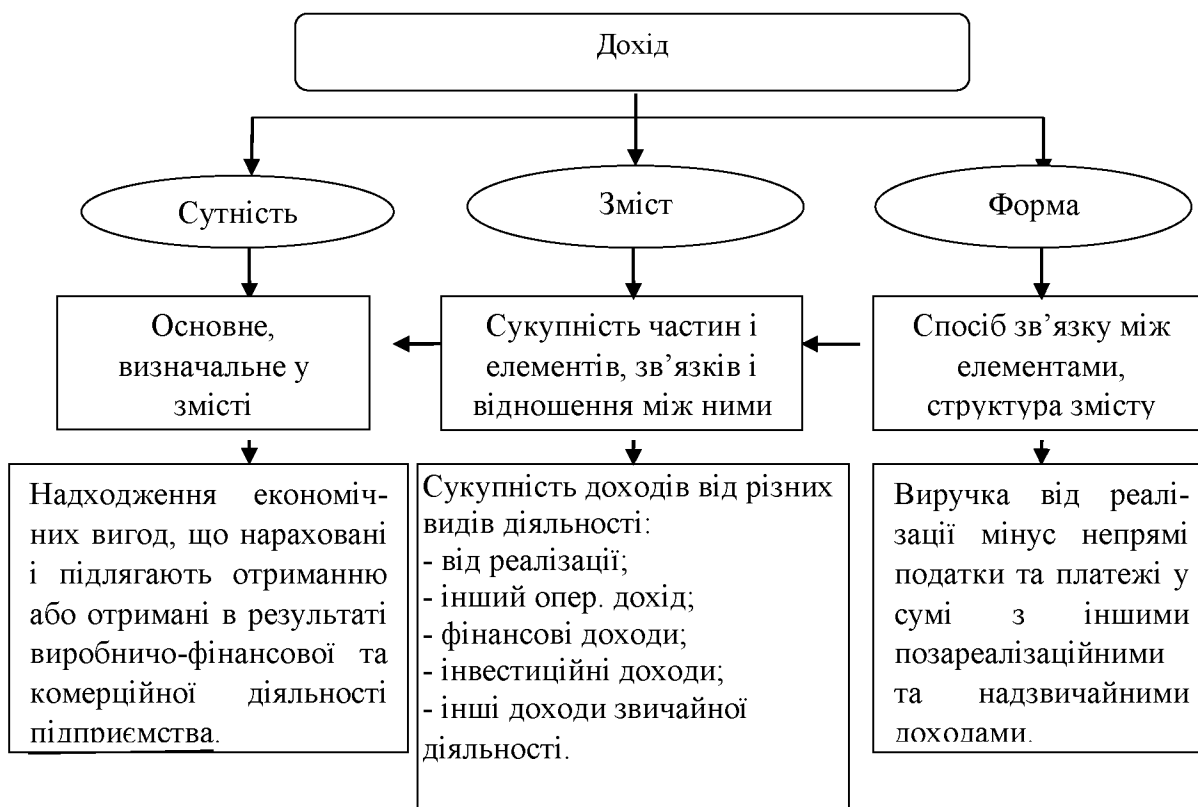 Дохід
Сутність
Зміст
Форма
Основне,
визначальне у
змісті
Сукупність частин і
елементів, зв’язків і
відношення між ними
Спосіб зв’язку між
елементами,
структура змісту
Надходження економіч-
них вигод, що нараховані
і підлягають отриманню
або отримані в результаті
виробничо-фінансової та
комерційної діяльності
підприємства.
Сукупність доходів від різних
видів діяльності:
- від реалізації;
- інший опер. дохід;
- фінансові доходи;
- інвестиційні доходи;
- інші доходи звичайної
діяльності.
Виручка від реалі-
зації мінус непрямі
податки та платежі у
сумі з іншими
позареалізаційними
та надзвичайними
доходами.